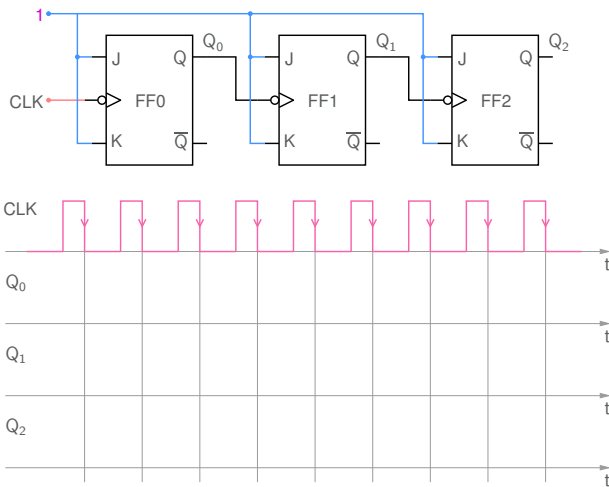 1
Q₀ Q₁ Q₂
J Q J Q J Q
CLK FF0 FF1 FF2
K Q̅ K Q̅ K Q̅
CLK
t
Q₀
t
Q₁
t
Q₂
t